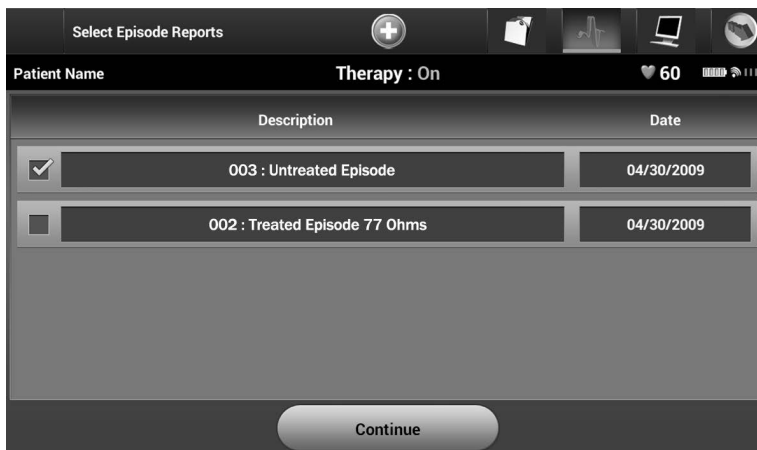 Select Episode Reports
Patient Name Therapy : On 60
Description Date
003 : Untreated Episode 04/30/2009
002 : Treated Episode 77 Ohms 04/30/2009
Continue